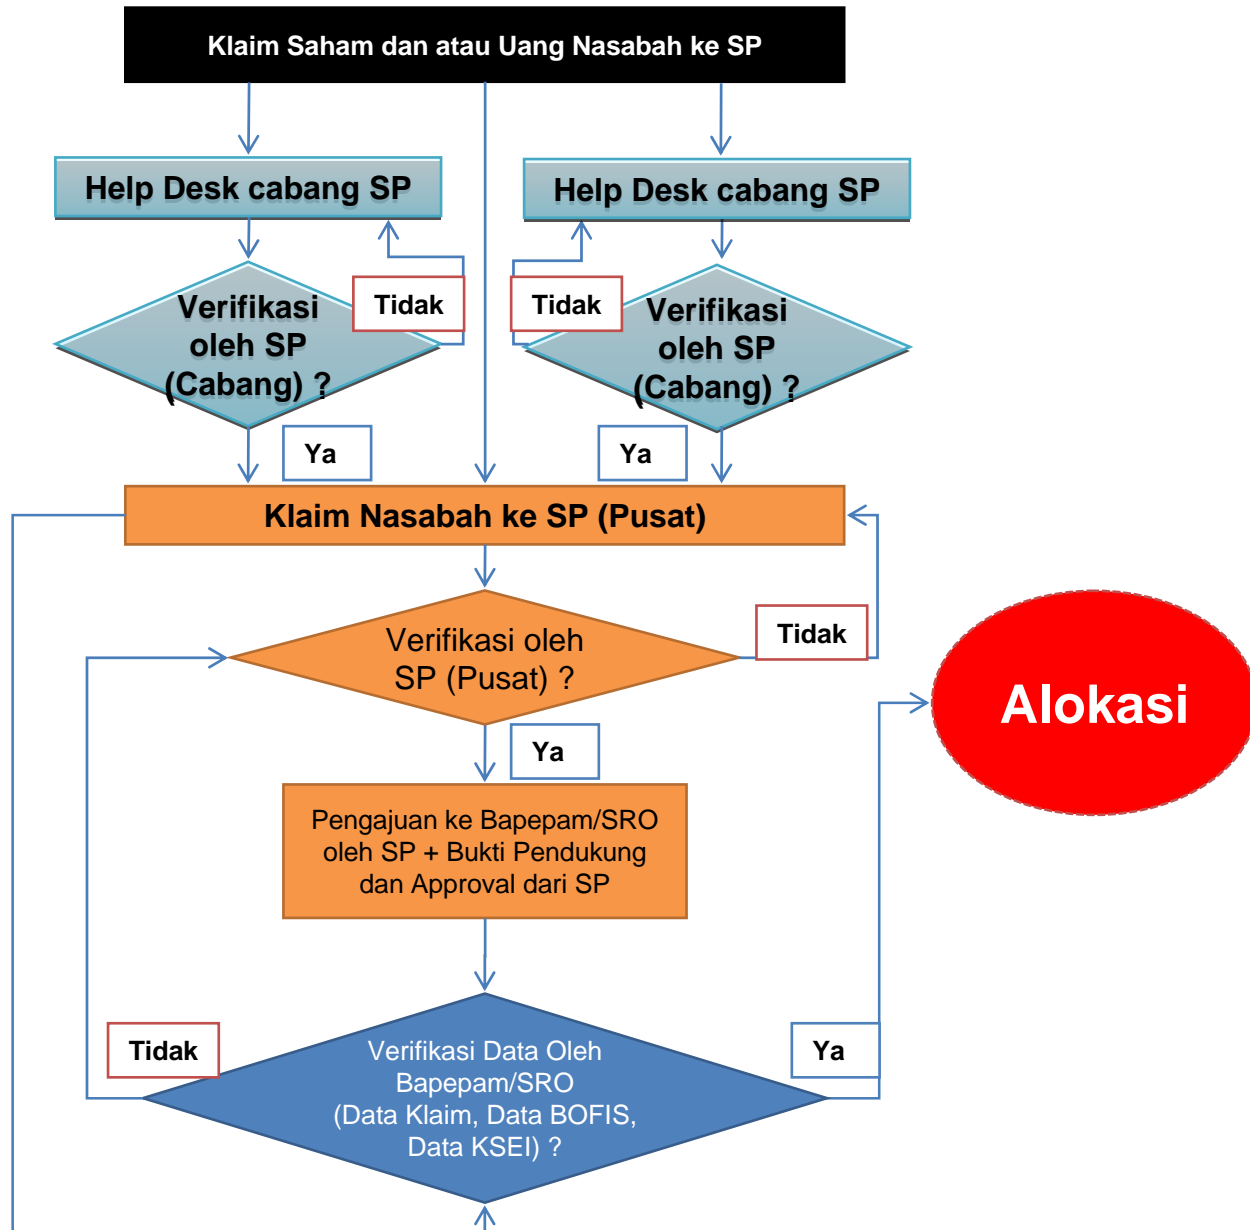 Klaim Saham dan atau Uang Nasabah ke SP
Help Desk cabang SP
Help Desk cabang SP
Tidak
Tidak
Verifikasi
oleh SP
(Cabang) ?
Verifikasi
oleh SP
(Cabang) ?
Ya
Ya
Klaim Nasabah ke SP (Pusat)
Verifikasi oleh
SP (Pusat) ?
Tidak
Alokasi
Ya
Pengajuan ke Bapepam/SRO
oleh SP + Bukti Pendukung
dan Approval dari SP
Tidak
Verifikasi Data Oleh
Bapepam/SRO
(Data Klaim, Data BOFIS,
Data KSEI) ?
Ya